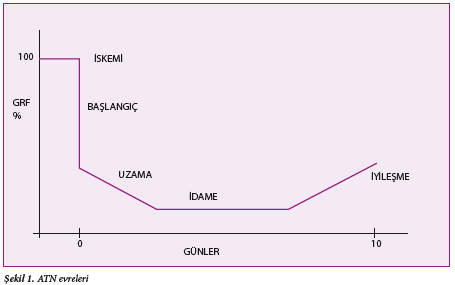 100
İSKEMİ
GRF
%
BAŞLANGIÇ
UZAMA
İDAME
İYİLEŞME
0
10
GÜNLER
Şekil 1. ATN evreleri